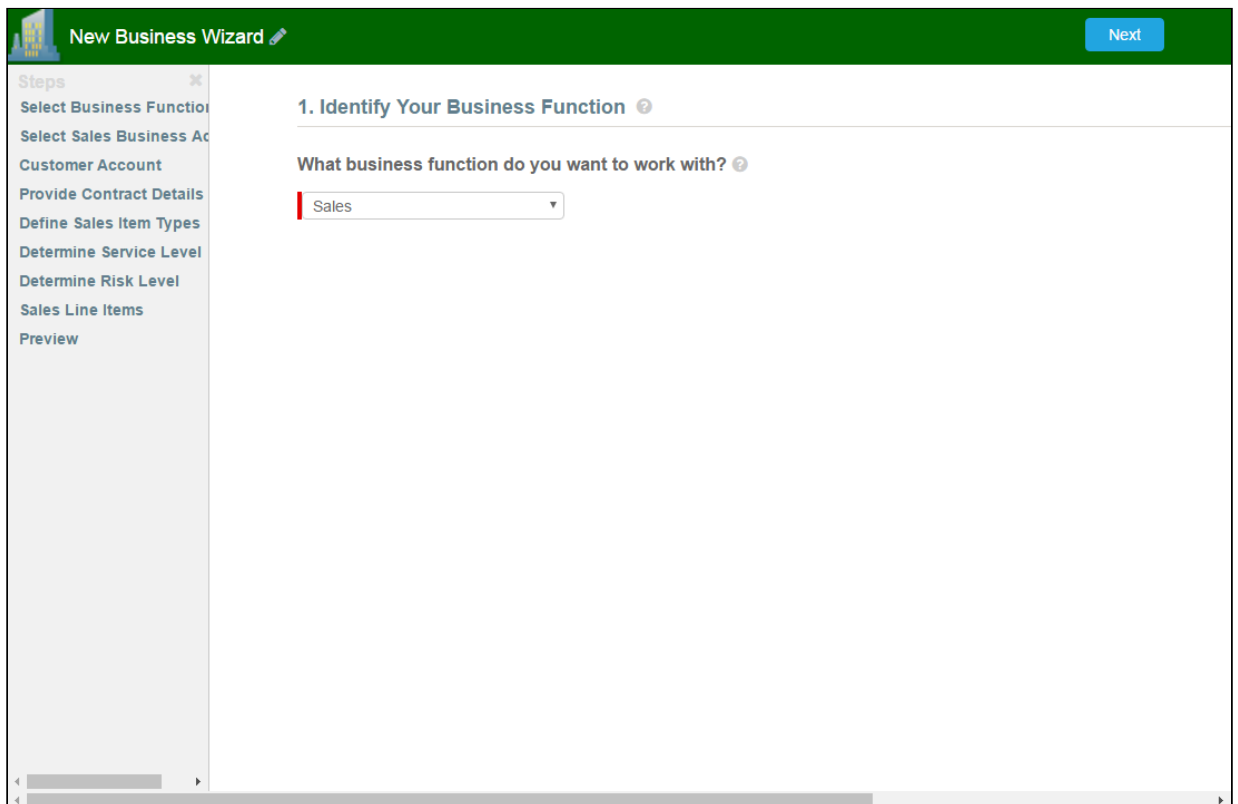 New Business Wizard
Next
Steps
Select Business Function
Select Sales Business Ac
Customer Account
Provide Contract Details
Define Sales Item Types
Determine Service Level
Determine Risk Level
Sales Line Items
Preview
1. Identify Your Business Function
What business function do you want to work with?
Sales